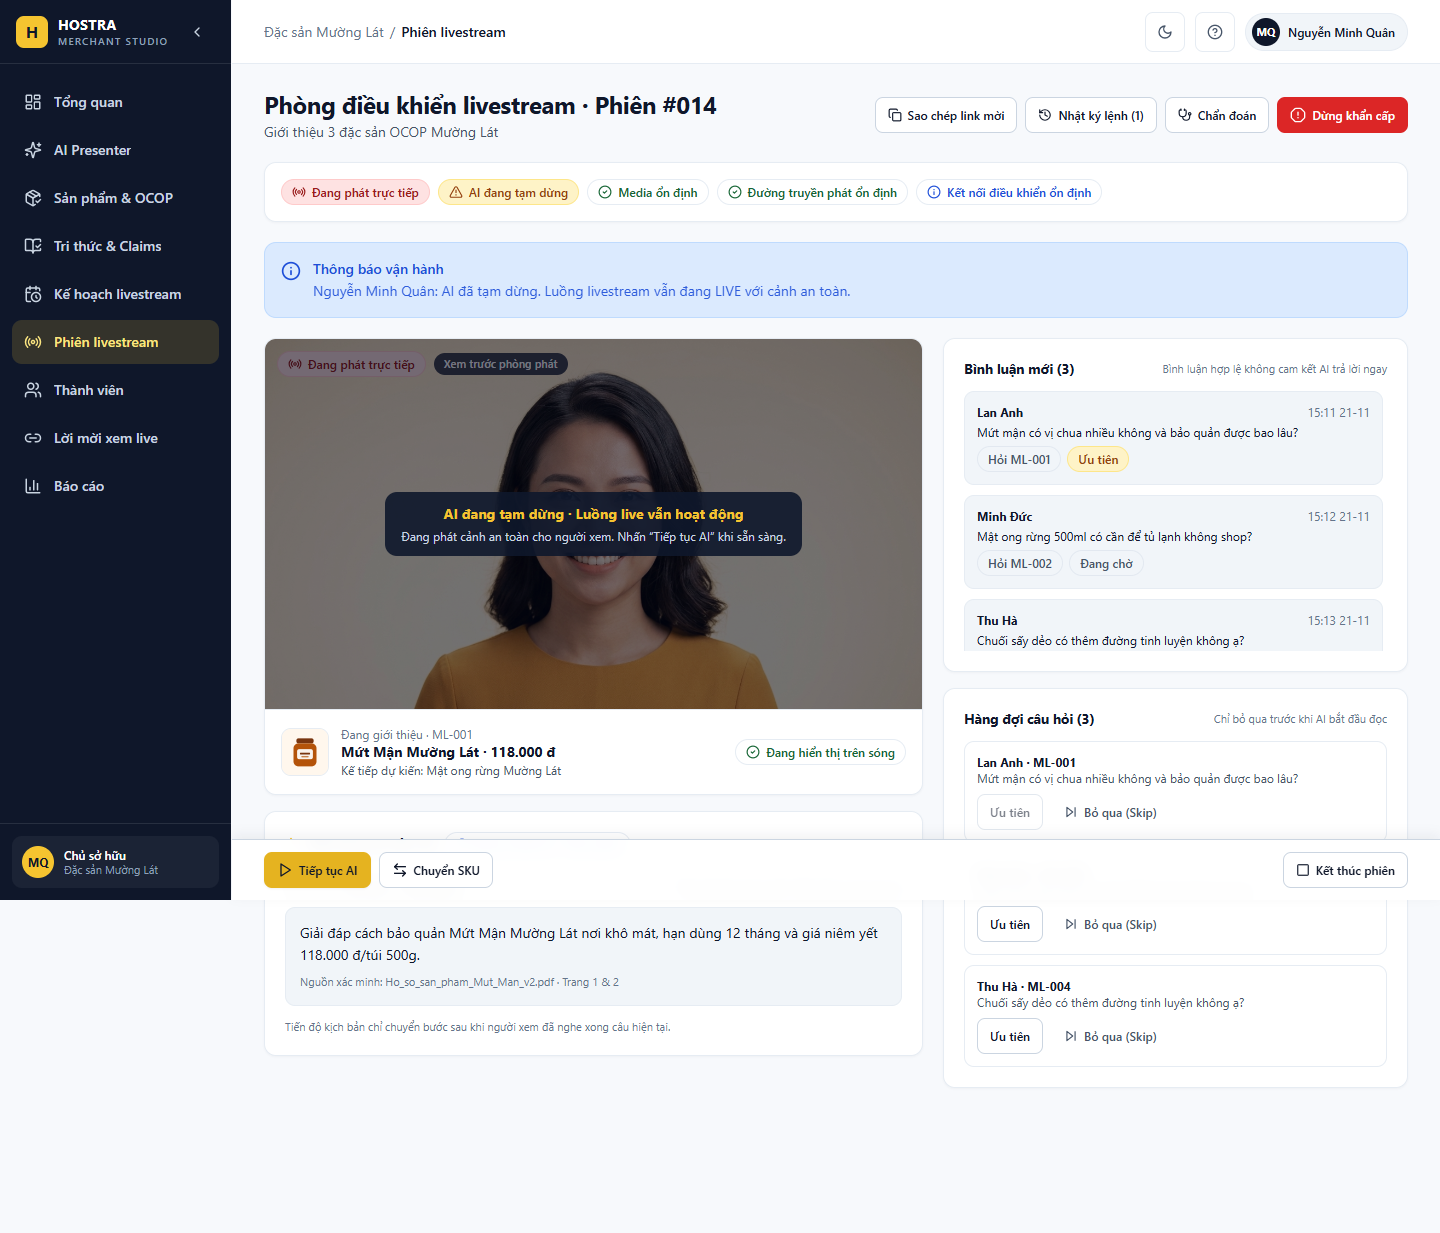 H
HOSTRA
MERCHANT STUDIO
Tổng quan
AI Presenter
Sản phẩm & OCOP
Tri thức & Claims
Kế hoạch livestream
Phiên livestream
Thành viên
Lời mời xem live
Báo cáo
MQ
Chủ sở hữu
Đặc sản Mường Lát
Đặc sản Mường Lát / Phiên livestream
MQ Nguyễn Minh Quân
Phòng điều khiển livestream · Phiên #014
Giới thiệu 3 đặc sản OCOP Mường Lát
Sao chép link mời
Nhật ký lệnh (1)
Chẩn đoán
Dừng khẩn cấp
Đang phát trực tiếp
AI đang tạm dừng
Media ổn định
Đường truyền phát ổn định
Kết nối điều khiển ổn định
Thông báo vận hành
Nguyễn Minh Quân: AI đã tạm dừng. Luồng livestream vẫn đang LIVE với cảnh an toàn.
Đang phát trực tiếp
Xem trước phòng phát
AI đang tạm dừng · Luồng live vẫn hoạt động
Đang phát cảnh an toàn cho người xem. Nhấn “Tiếp tục AI” khi sẵn sàng.
Đang giới thiệu · ML-001
Mứt Mận Mường Lát · 118.000 đ
Kế tiếp dự kiến: Mật ong rừng Mường Lát
Đang hiển thị trên sóng
Bình luận mới (3)
Bình luận hợp lệ không cam kết AI trả lời ngay
Lan Anh
15:11 21-11
Mứt mận có vị chua nhiều không và bảo quản được bao lâu?
Hỏi ML-001
Ưu tiên
Minh Đức
15:12 21-11
Mật ong rừng 500ml có cần để tủ lạnh không shop?
Hỏi ML-002
Đang chờ
Thu Hà
15:13 21-11
Chuối sấy dẻo có thêm đường tinh luyện không ạ?
Hàng đợi câu hỏi (3)
Chỉ bỏ qua trước khi AI bắt đầu đọc
Lan Anh · ML-001
Mứt mận có vị chua nhiều không và bảo quản được bao lâu?
Ưu tiên
Bỏ qua (Skip)
Tiếp tục AI
Chuyển SKU
Kết thúc phiên
Giải đáp cách bảo quản Mứt Mận Mường Lát nơi khô mát, hạn dùng 12 tháng và giá niêm yết
118.000 đ/túi 500g.
Nguồn xác minh: Ho_so_san_pham_Mut_Man_v2.pdf · Trang 1 & 2
Tiến độ kịch bản chỉ chuyển bước sau khi người xem đã nghe xong câu hiện tại.
Ưu tiên
Bỏ qua (Skip)
Thu Hà · ML-004
Chuối sấy dẻo có thêm đường tinh luyện không ạ?
Ưu tiên
Bỏ qua (Skip)